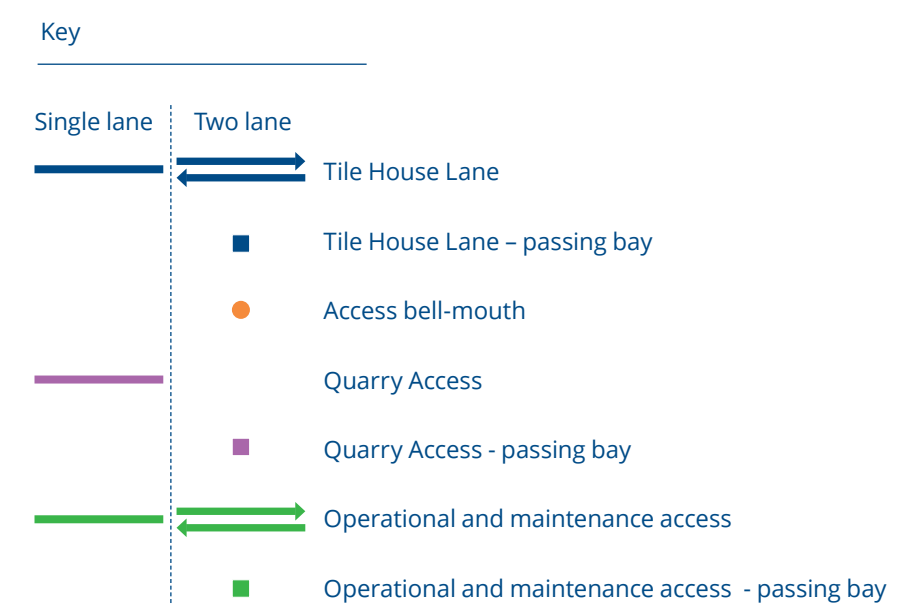 Key
Single lane
Two lane
Tile House Lane
Tile House Lane – passing bay
Access bell-mouth
Quarry Access
Quarry Access - passing bay
Operational and maintenance access
Operational and maintenance access - passing bay